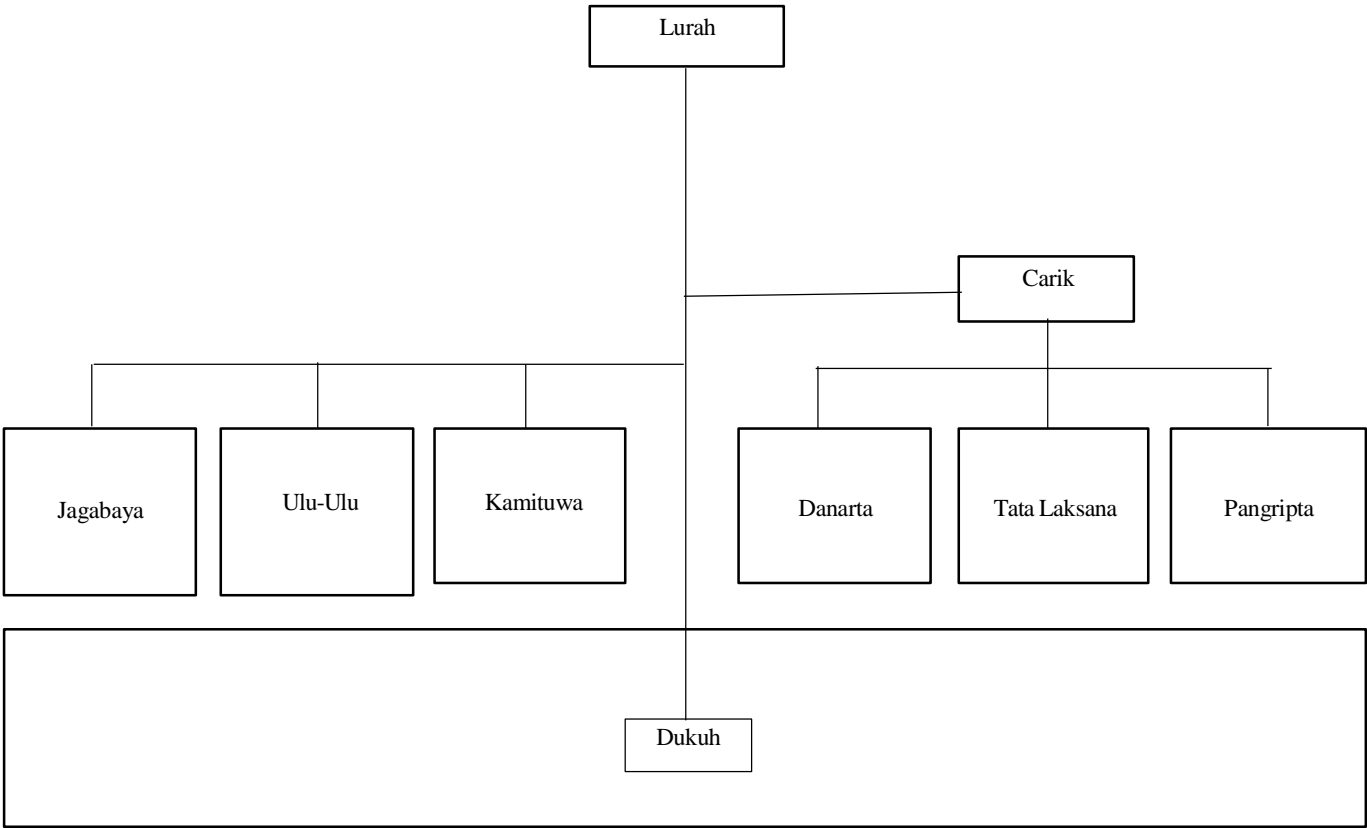 Lurah
Carik
Jagabaya
Ulu-Ulu
Kamituwa
Danarta
Tata Laksana
Pangripta
Dukuh